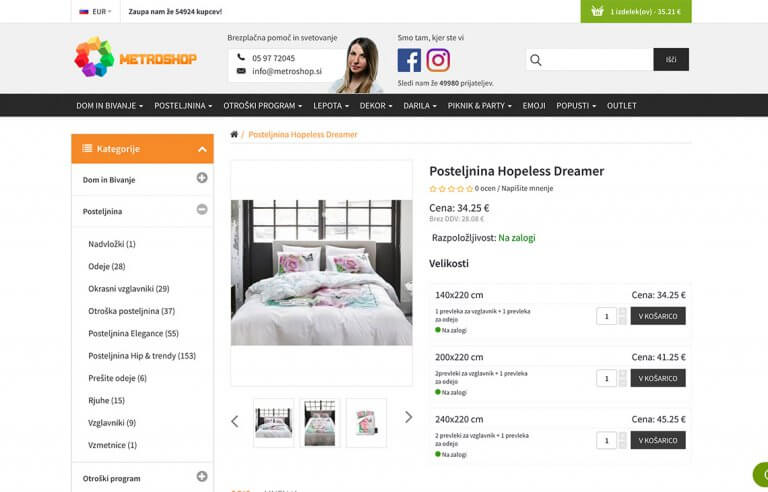 EUR
Zaupa nam že 54924 kupcev!
1 izdelek(ov) - 35.21 €
METROSHOP
Brezplačna pomoč in svetovanje
05 97 72045
info@metroshop.si
Smo tam, kjer ste vi
Sledi nam že 49980 prijateljev.
Išči
DOM IN BIVANJE
POSTELJNINA
OTROŠKI PROGRAM
LEPOTA
DEKOR
DARILA
PIKNIK & PARTY
EMOJI
POPUSTI
OUTLET
Kategorije
Dom in Bivanje
Posteljnina
Nadvložki (1)
Odeje (28)
Okrasni vzglavniki (29)
Otroška posteljnina (37)
Posteljnina Elegance (55)
Posteljnina Hip & trendy (153)
Prešite odeje (6)
Rjuhe (15)
Vzglavniki (9)
Vzmetnice (1)
Otroški program
/ Posteljnina Hopeless Dreamer
Posteljnina Hopeless Dreamer
0 ocen / Napišite mnenje
Cena: 34.25 €
Brez DDV: 28.08 €
Razpoložljivost: Na zalogi
Velikosti
140x220 cm
Cena: 34.25 €
1 prevleka za vzglavnik + 1 prevleka
za odejo
Na zalogi
1
V KOŠARICO
200x220 cm
Cena: 41.25 €
2prevleki za vzglavnik + 1 prevleka
za odejo
Na zalogi
1
V KOŠARICO
240x220 cm
Cena: 45.25 €
2 prevleki za vzglavnik + 1 prevleka
za odejo
Na zalogi
1
V KOŠARICO